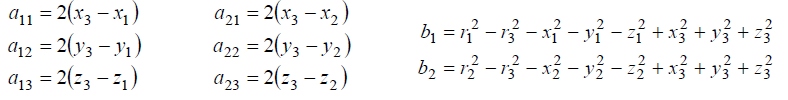 a₁₁ = 2(x₃ − x₁)
a₁₂ = 2(y₃ − y₁)
a₁₃ = 2(z₃ − z₁)
a₂₁ = 2(x₃ − x₂)
a₂₂ = 2(y₃ − y₂)
a₂₃ = 2(z₃ − z₂)
b₁ = r₁² − r₃² − x₁² − y₁² − z₁² + x₃² + y₃² + z₃²
b₂ = r₂² − r₃² − x₂² − y₂² − z₂² + x₃² + y₃² + z₃²